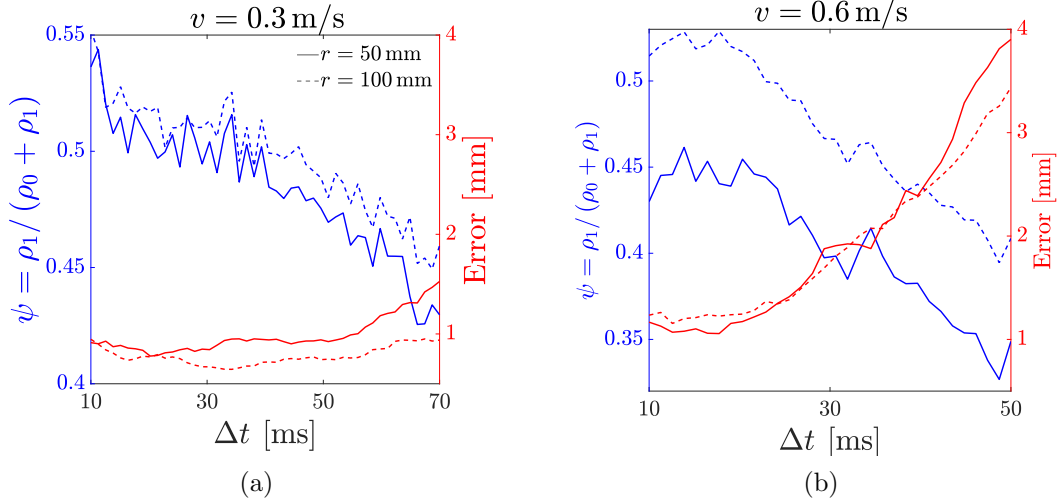 v = 0.3 m/s
0.55
0.5
0.45
0.4
ψ = ρ₁/ (ρ₀ + ρ₁)
r = 50 mm
r = 100 mm
4
3
2
1
Error [mm]
10
30
50
70
Δt [ms]
(a)
v = 0.6 m/s
0.5
0.45
0.4
0.35
ψ = ρ₁/ (ρ₀ + ρ₁)
4
3
2
1
Error [mm]
10
30
50
Δt [ms]
(b)